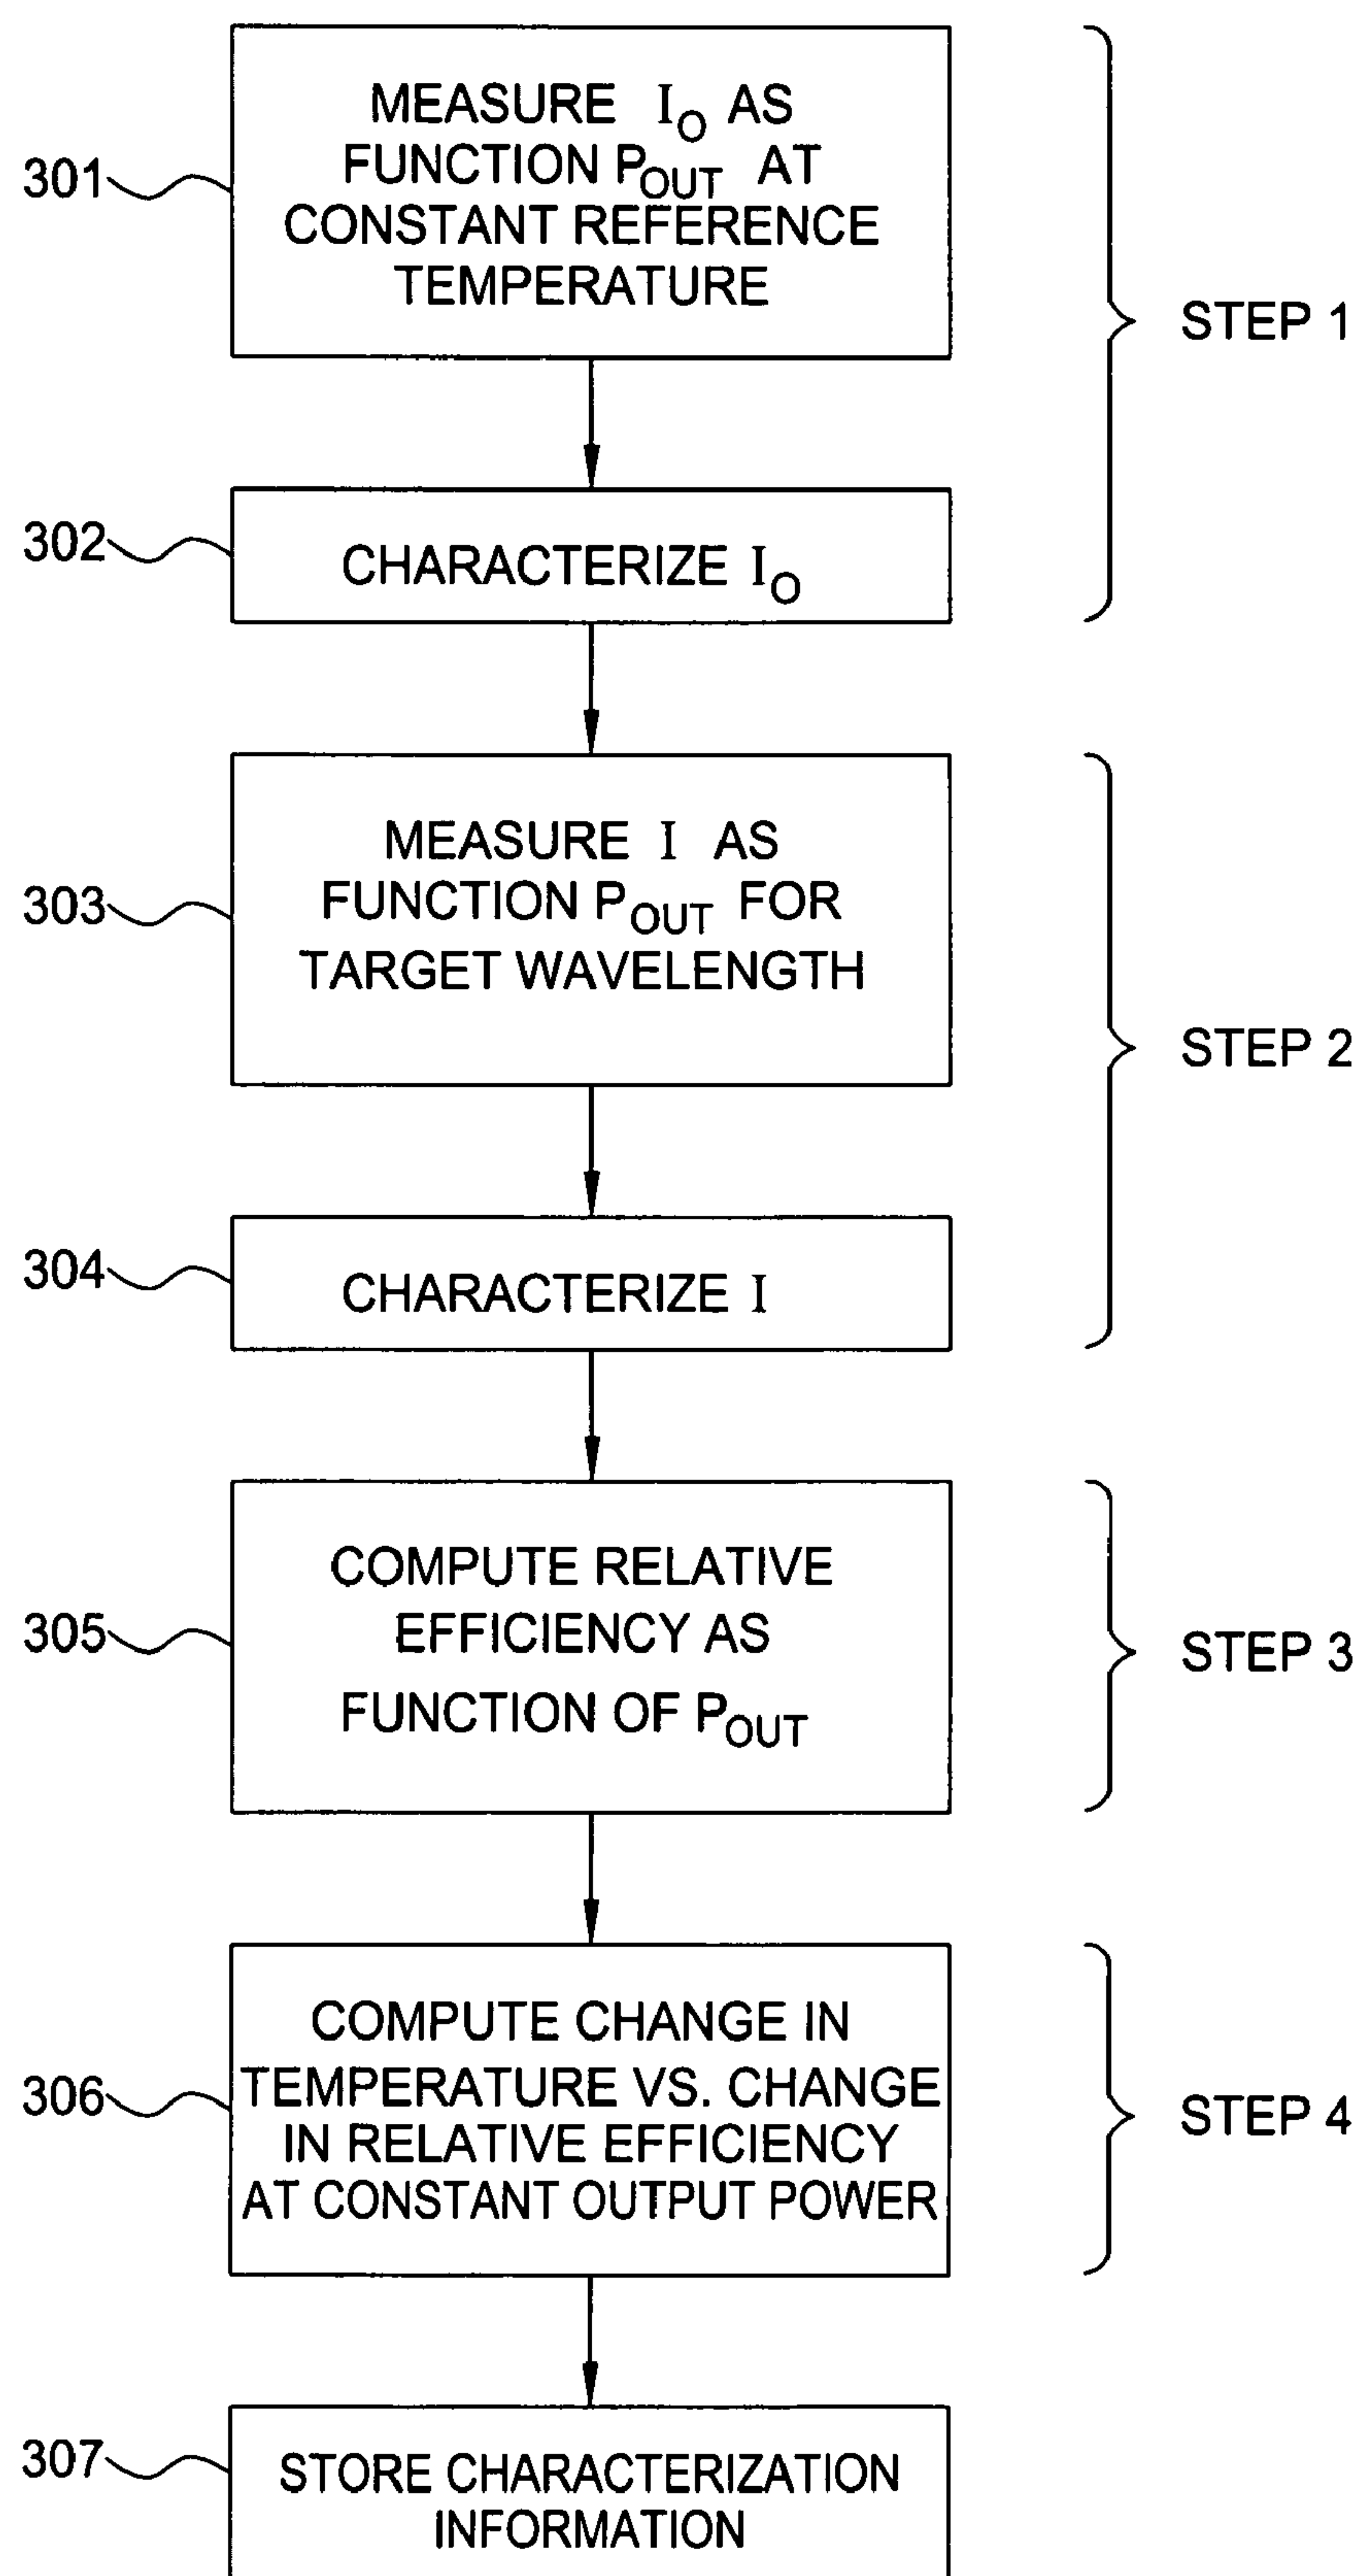 MEASURE I_O AS
FUNCTION P_OUT AT
CONSTANT REFERENCE
TEMPERATURE
301
STEP 1
302
CHARACTERIZE I_O
MEASURE I AS
FUNCTION P_OUT FOR
TARGET WAVELENGTH
303
STEP 2
304
CHARACTERIZE I
COMPUTE RELATIVE
EFFICIENCY AS
FUNCTION OF P_OUT
305
STEP 3
COMPUTE CHANGE IN
TEMPERATURE VS. CHANGE
IN RELATIVE EFFICIENCY
AT CONSTANT OUTPUT POWER
306
STEP 4
307
STORE CHARACTERIZATION
INFORMATION